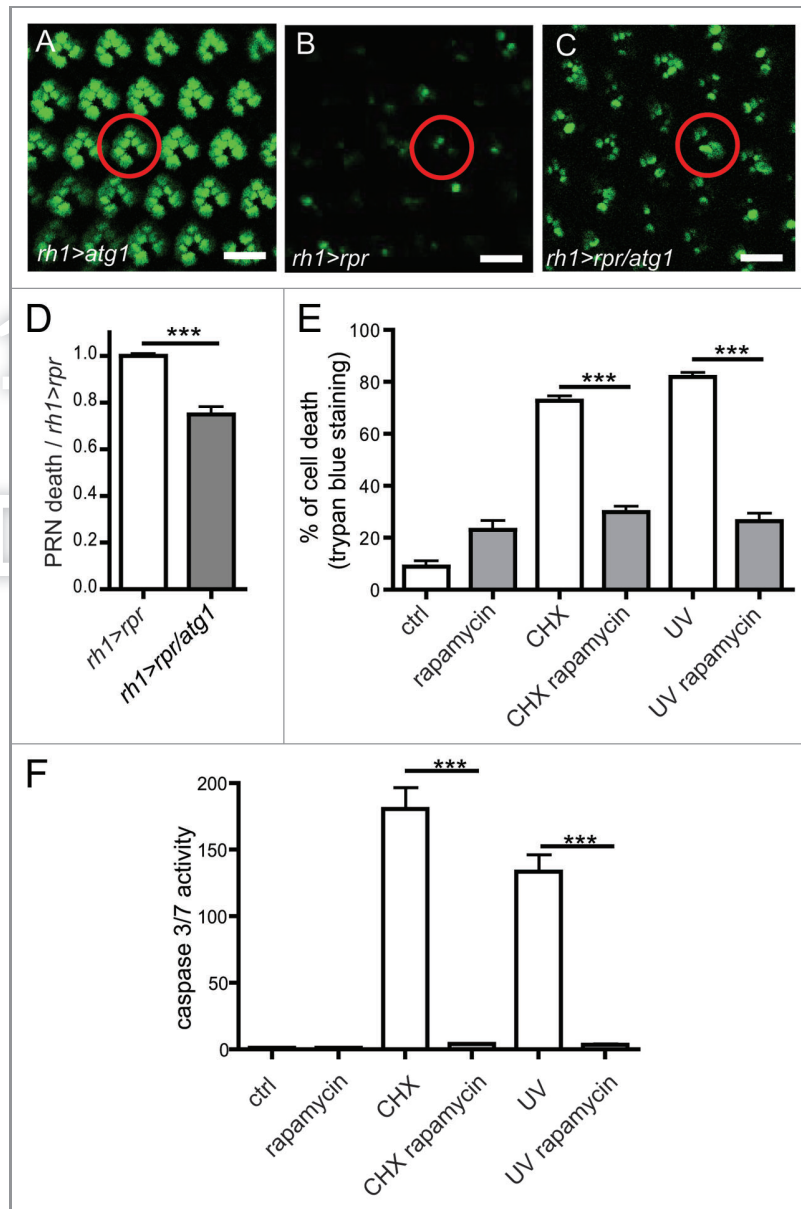 A
B
C
rh1>atg1
rh1>rpr
rh1>rpr/atg1
D
***
PRN death / rh1>rpr
1.0
0.8
0.6
0.4
0.2
0.0
rh1>rpr
rh1>rpr/atg1
E
% of cell death
(trypan blue staining)
100
80
60
40
20
0
***
***
ctrl
rapamycin
CHX
CHX rapamycin
UV
UV rapamycin
F
caspase 3/7 activity
200
150
100
50
0
***
***
ctrl
rapamycin
CHX
CHX rapamycin
UV
UV rapamycin